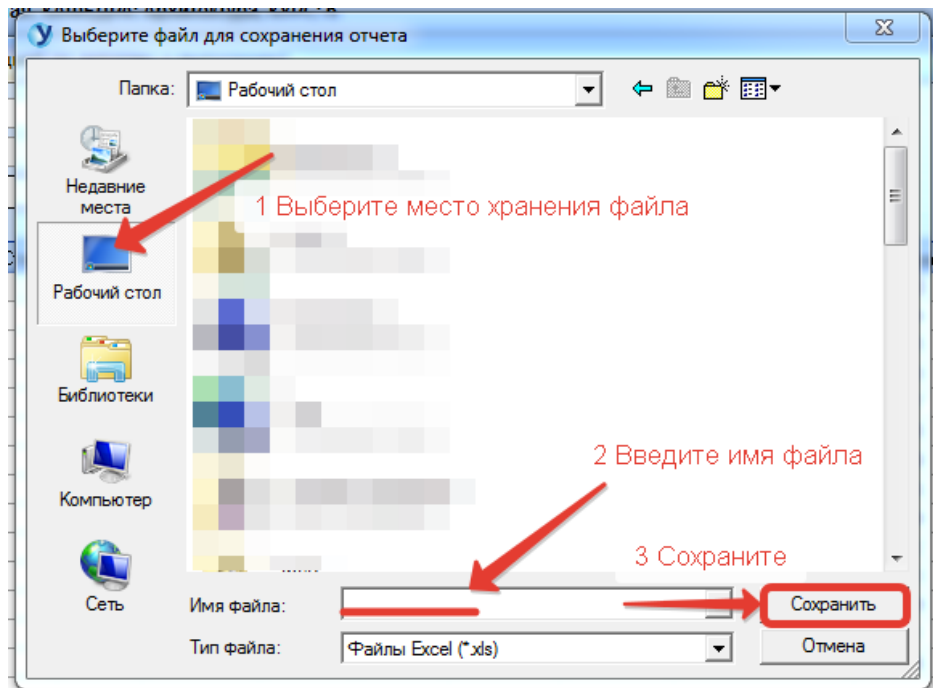 Выберите файл для сохранения отчета
Папка:
Рабочий стол
Недавние
места
1 Выберите место хранения файла
Рабочий стол
Библиотеки
2 Введите имя файла
Компьютер
3 Сохраните
Сеть
Имя файла:
Сохранить
Тип файла:
Файлы Excel (*.xls)
Отмена